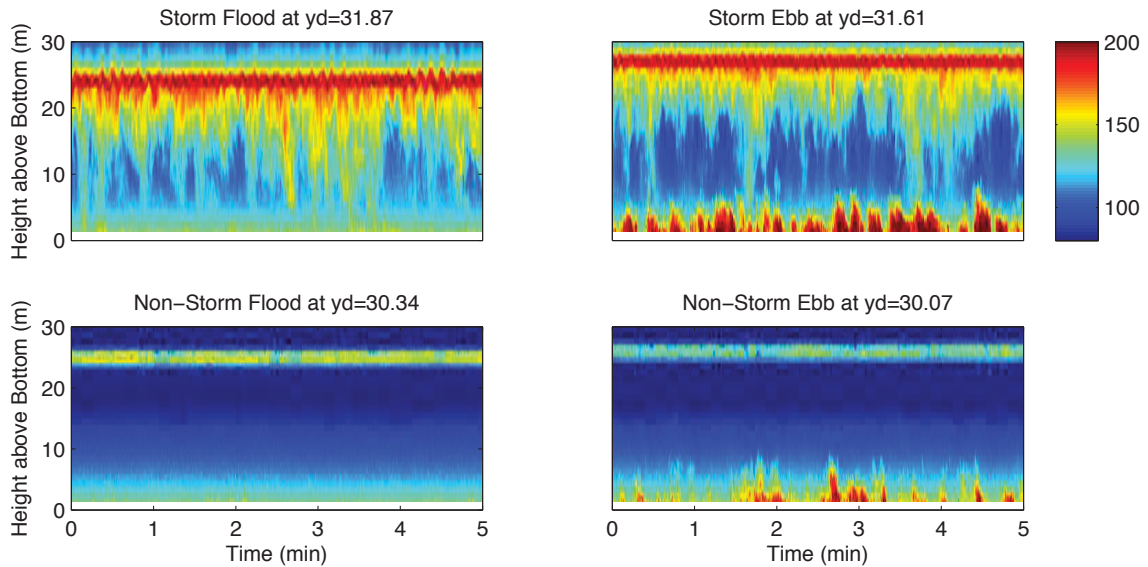 Storm Flood at yd=31.87
Storm Ebb at yd=31.61
Height above Bottom (m)
30
20
10
0
200
100
Non−Storm Flood at yd=30.34
Non−Storm Ebb at yd=30.07
Height above Bottom (m)
30
20
10
0
0 1 2 3 4 5
Time (min)
0 1 2 3 4 5
Time (min)